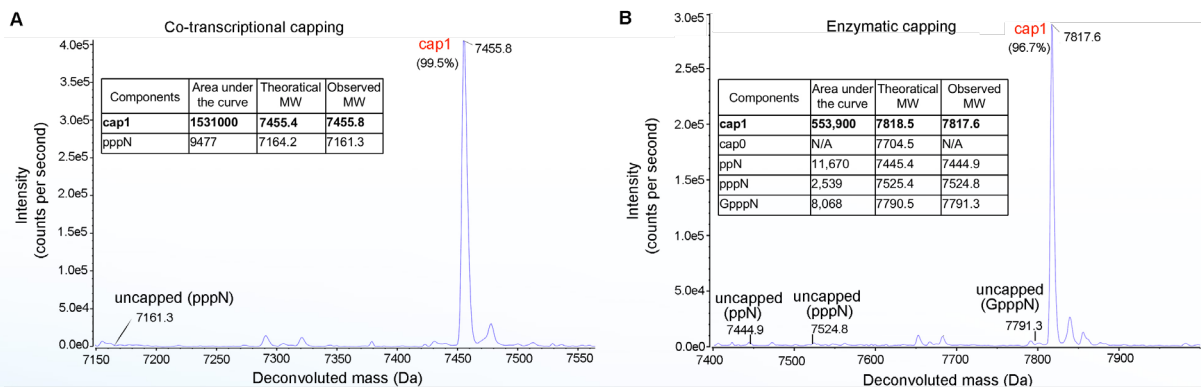 A
Co-transcriptional capping
Intensity
(counts per second)
4.0e5
3.5e5
3.0e5
2.5e5
2.0e5
1.5e5
1.0e5
5.0e4
0.0e0
cap1
(99.5%)
7455.8
Components Area under the curve Theoratical MW Observed MW
cap1 1531000 7455.4 7455.8
pppN 9477 7164.2 7161.3
uncapped (pppN)
7161.3
7150 7200 7250 7300 7350 7400 7450 7500 7550
Deconvoluted mass (Da)
B
Enzymatic capping
Intensity
(counts per second)
3.0e5
2.5e5
2.0e5
1.5e5
1.0e5
5.0e4
0.0e0
cap1
(96.7%)
7817.6
Components Area under the curve Theoretical MW Observed MW
cap1 553,900 7818.5 7817.6
cap0 N/A 7704.5 N/A
ppN 11,670 7445.4 7444.9
pppN 2,539 7525.4 7524.8
GpppN 8,068 7790.5 7791.3
uncapped
(ppN)
7444.9
uncapped
(pppN)
7524.8
uncapped
(GpppN)
7791.3
7400 7500 7600 7700 7800 7900
Deconvoluted mass (Da)